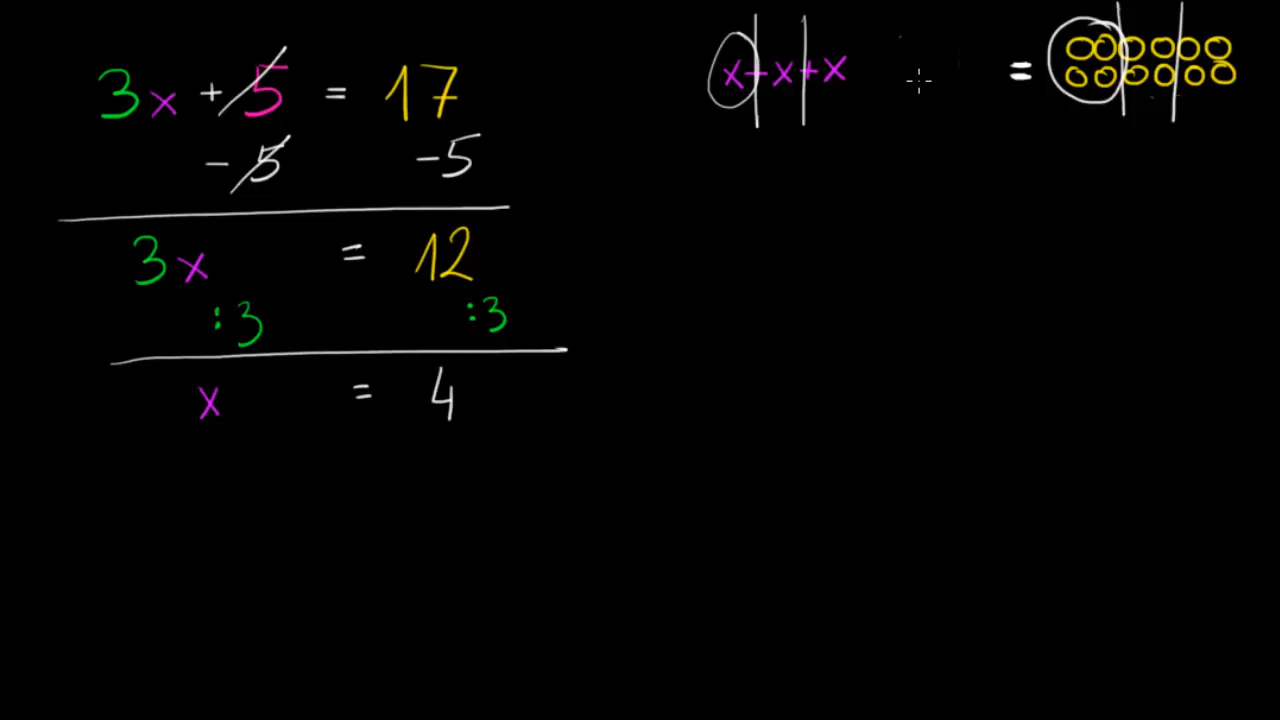 3x + 5 = 17
- 5 -5
3x = 12
:3 :3
x = 4
x+x+x =